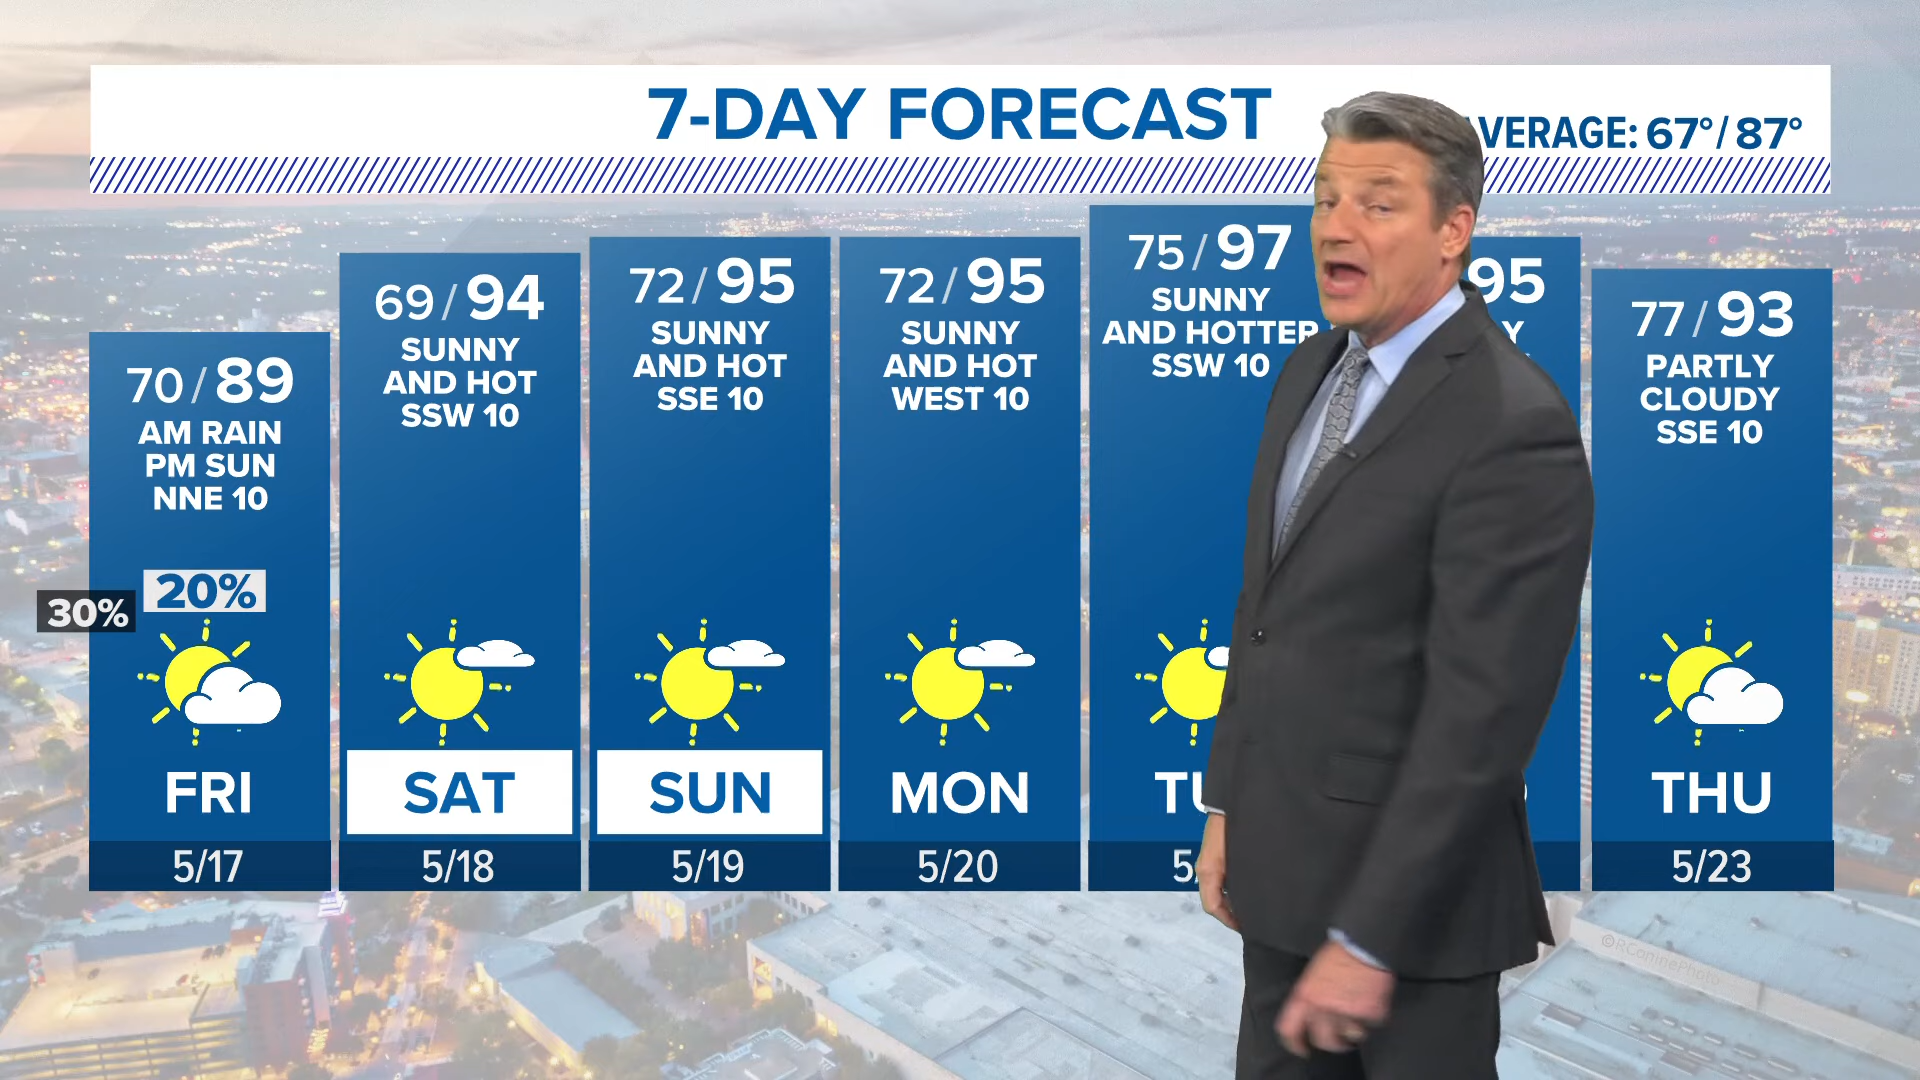 7-DAY FORECAST
VERAGE: 67°/87°
70/89
AM RAIN
PM SUN
NNE 10
30%
20%
FRI
5/17
69/94
SUNNY
AND HOT
SSW 10
SAT
5/18
72/95
SUNNY
AND HOT
SSE 10
SUN
5/19
72/95
SUNNY
AND HOT
WEST 10
MON
5/20
75/97
SUNNY
AND HOTTER
SSW 10
TU
5/
95
Y
77/93
PARTLY
CLOUDY
SSE 10
THU
5/23
©RConinePhoto